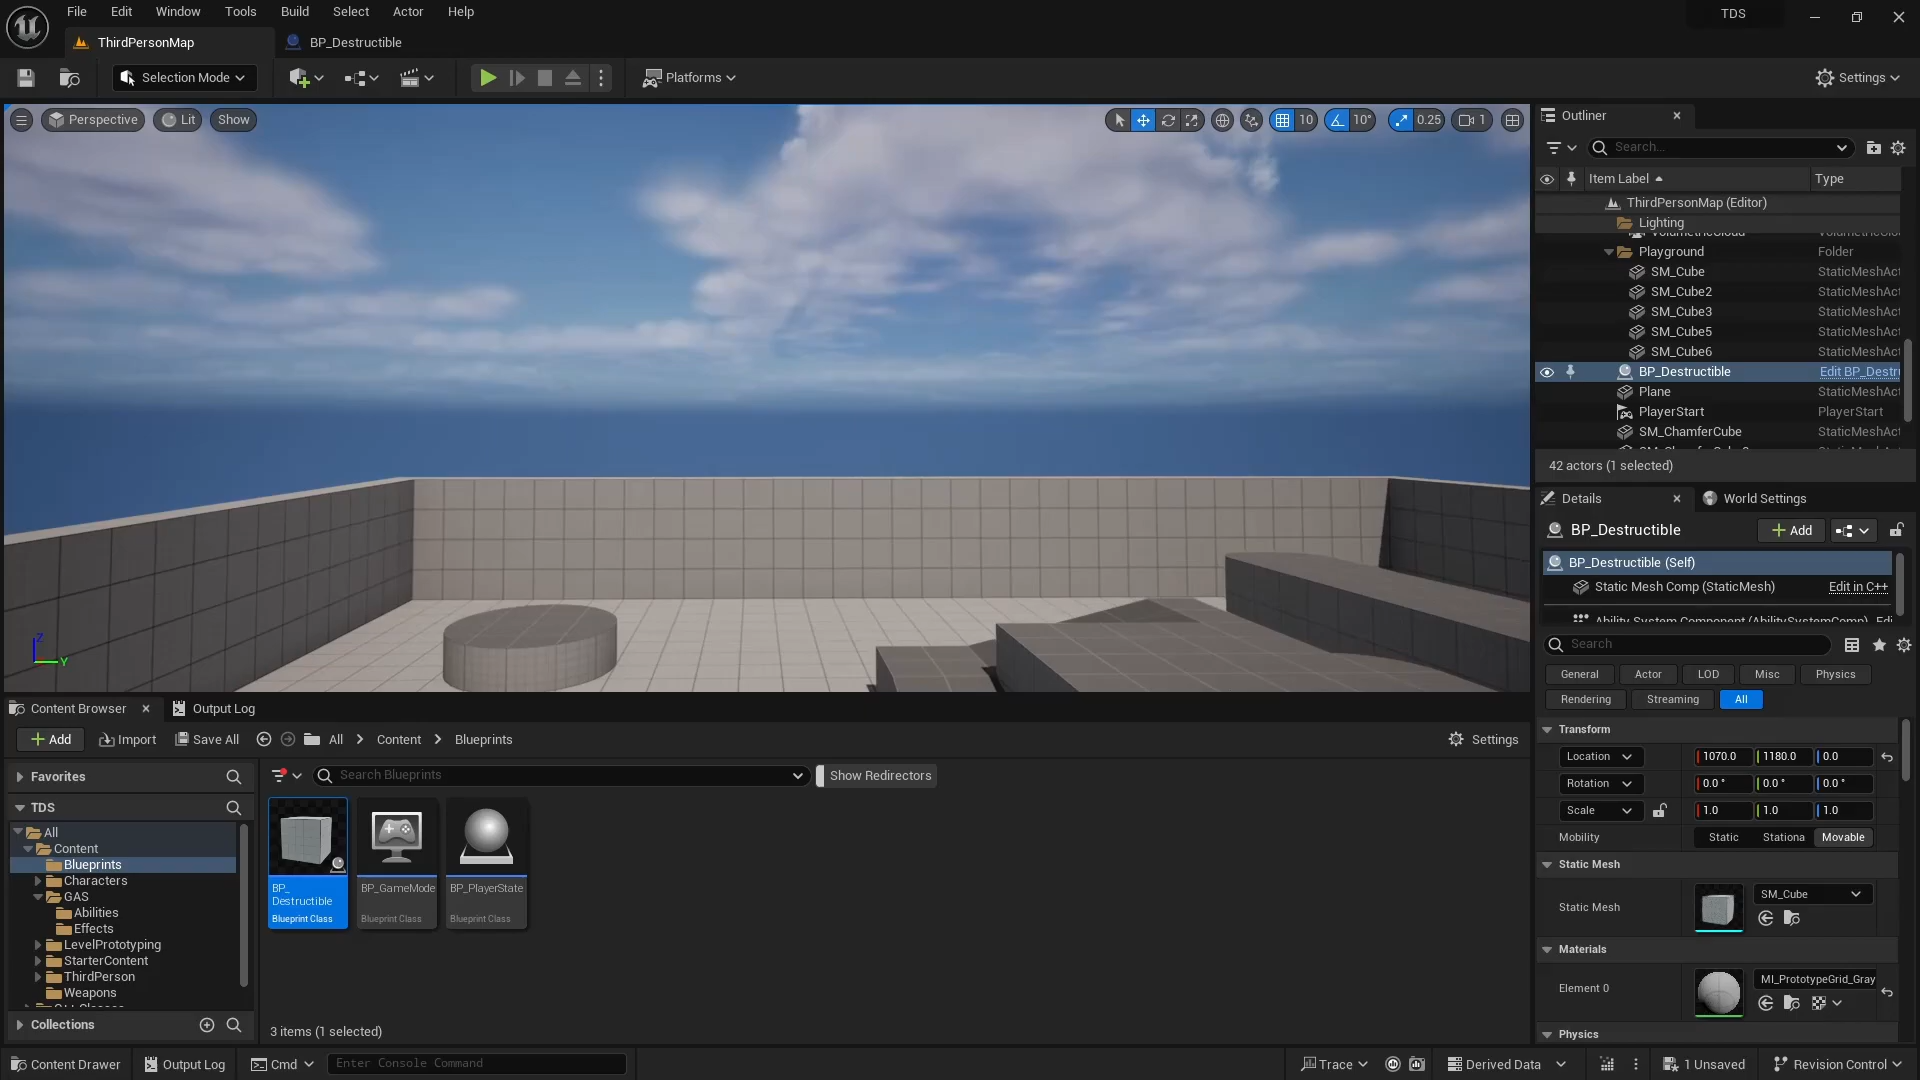 File Edit Window Tools Build Select Actor Help
TDS
ThirdPersonMap
BP_Destructible
Selection Mode
Platforms
Settings
Perspective
Lit
Show
10
10°
0.25
1
Outliner
Search...
Item Label
Type
ThirdPersonMap (Editor)
Lighting
Playground
Folder
SM_Cube
StaticMeshAct
SM_Cube2
StaticMeshAct
SM_Cube3
StaticMeshAct
SM_Cube5
StaticMeshAct
SM_Cube6
StaticMeshAct
BP_Destructible
Edit BP_Destru
Plane
StaticMeshAct
PlayerStart
PlayerStart
SM_ChamferCube
StaticMeshAct
42 actors (1 selected)
Details
World Settings
BP_Destructible
Add
BP_Destructible (Self)
Static Mesh Comp (StaticMesh)
Edit in C++
Ability System Component (AbilitySystemComp)
Edi
Search
General
Actor
LOD
Misc
Physics
Rendering
Streaming
All
Transform
Location
1070.0
1180.0
0.0
Rotation
0.0 °
0.0 °
0.0 °
Scale
1.0
1.0
1.0
Mobility
Static
Stationa
Movable
Static Mesh
Static Mesh
SM_Cube
Materials
Element 0
MI_PrototypeGrid_Gray
Physics
Content Browser
Output Log
Add
Import
Save All
All
Content
Blueprints
Settings
Favorites
TDS
All
Content
Blueprints
Characters
GAS
Abilities
Effects
LevelPrototyping
StarterContent
ThirdPerson
Weapons
Collections
Search Blueprints
Show Redirectors
BP_
Destructible
Blueprint Class
BP_GameMode
Blueprint Class
BP_PlayerState
Blueprint Class
3 items (1 selected)
Content Drawer
Output Log
Cmd
Enter Console Command
Trace
Derived Data
1 Unsaved
Revision Control